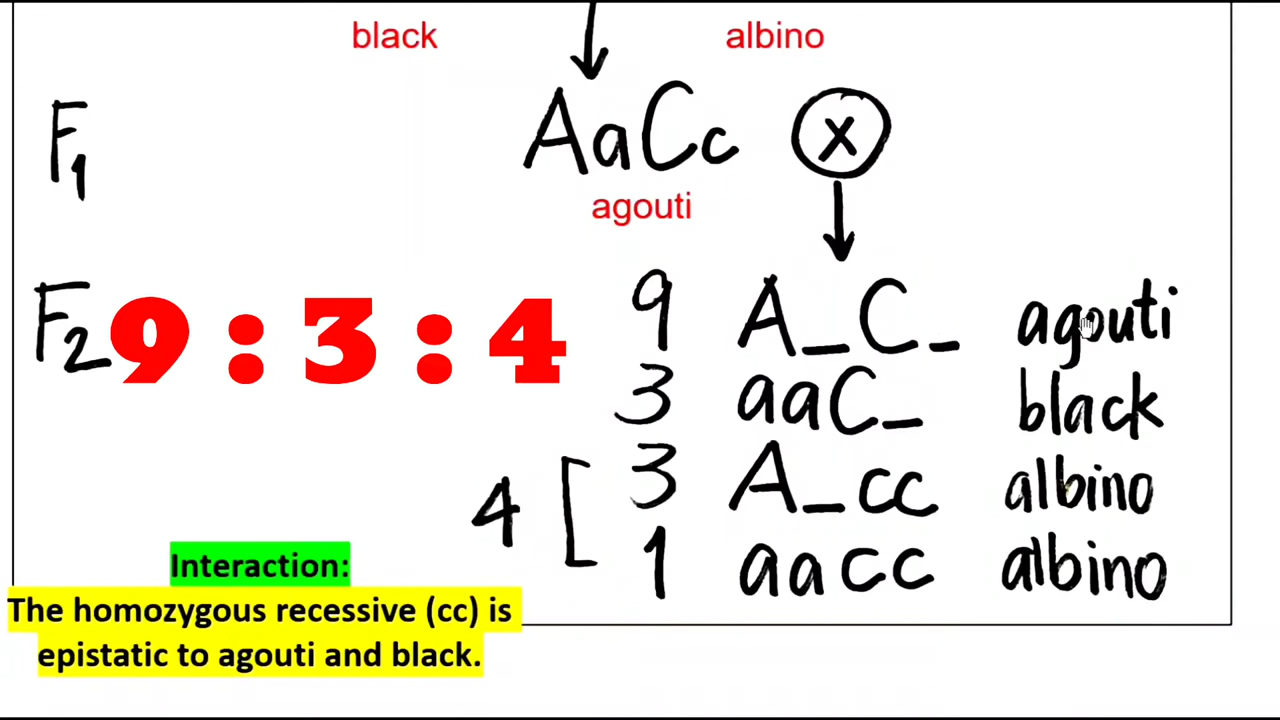 black albino
F1 AaCc X
agouti
F2 9:3:4 9 A_C_ agouti
3 aaC_ black
4 [ 3 A_cc albino
1 aacc albino
Interaction:
The homozygous recessive (cc) is
epistatic to agouti and black.